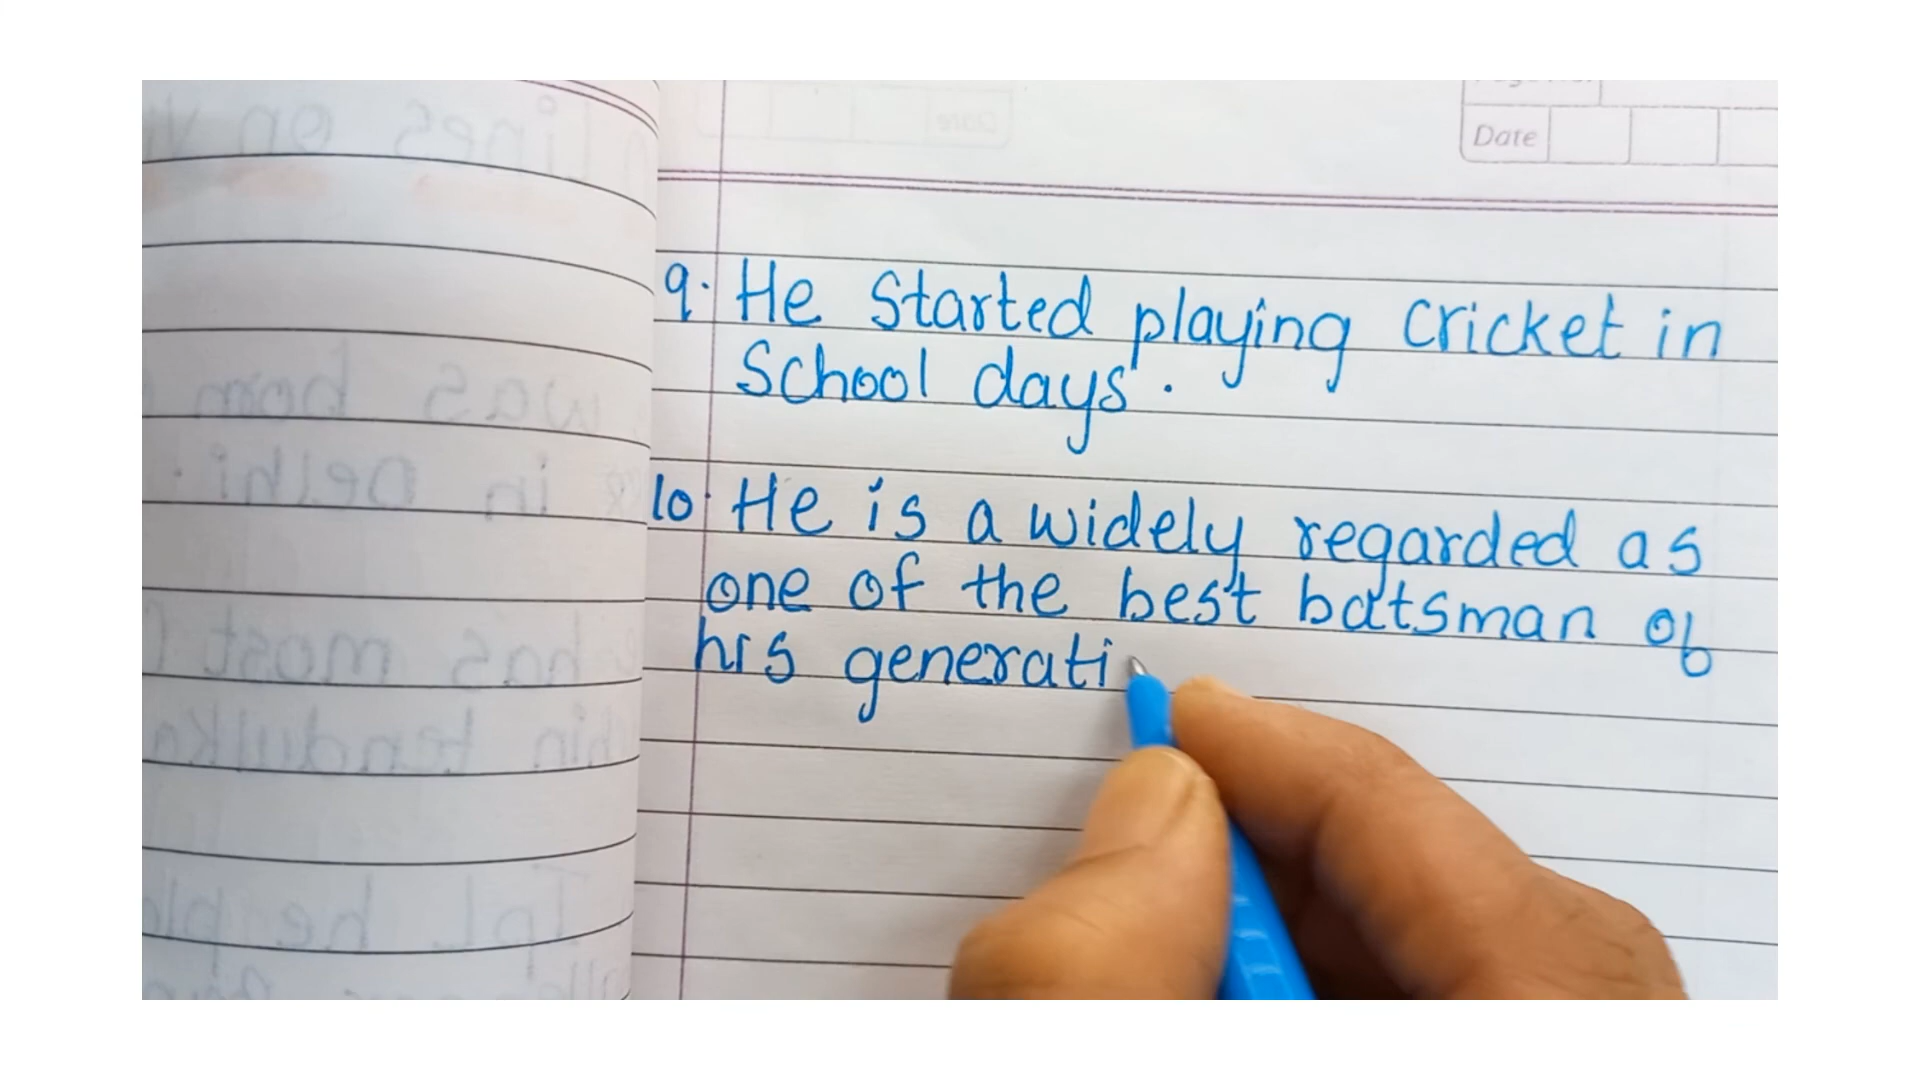 Date
9. He Started playing cricket in
School days.
10. He is a widely regarded as
one of the best batsman of
his generati